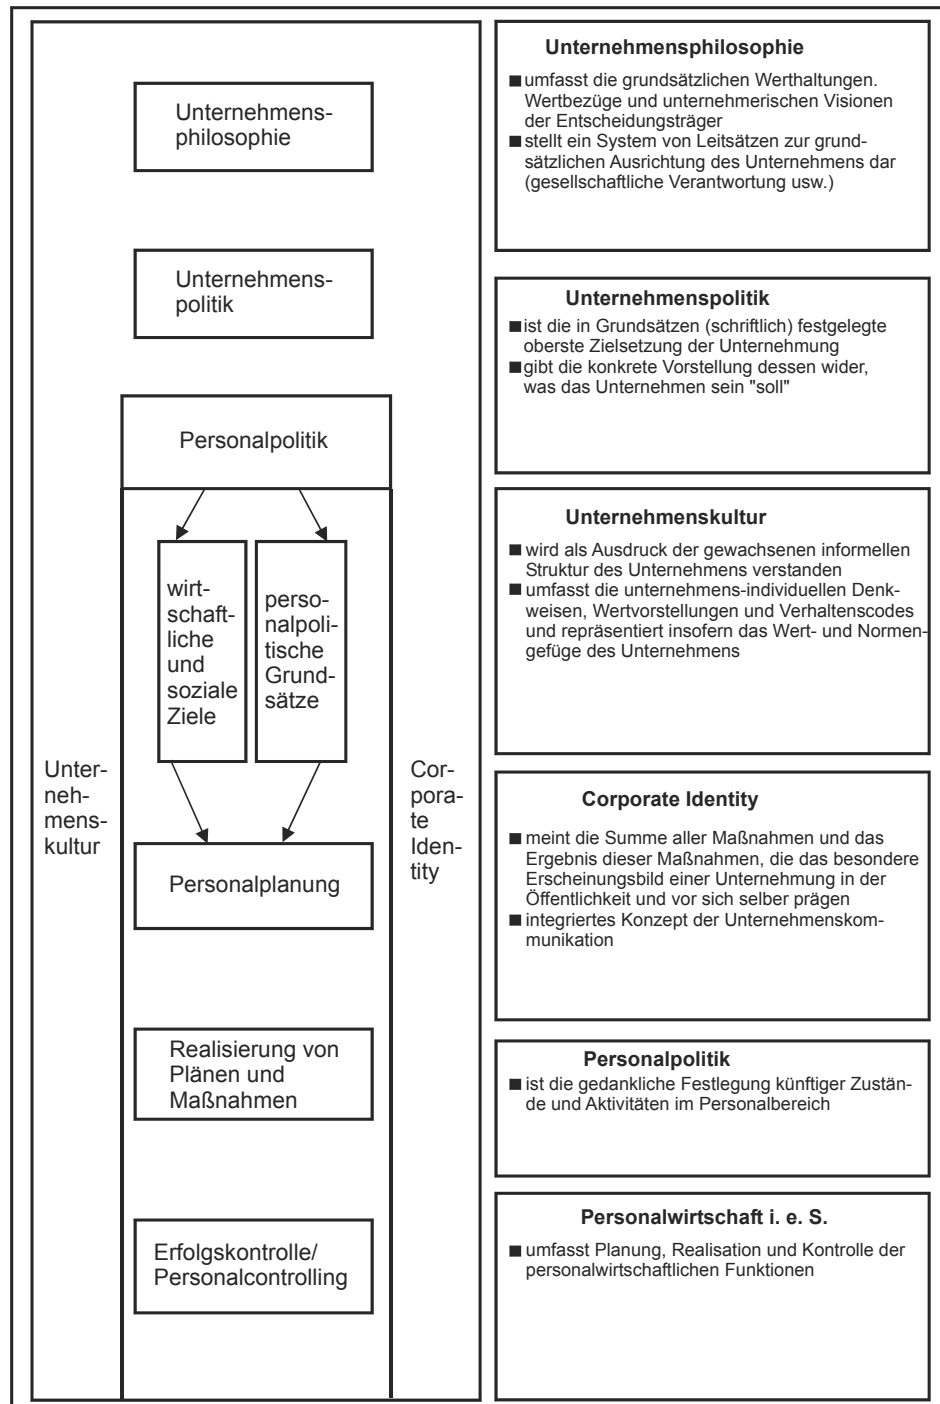 Unternehmens-
philosophie
Unternehmens-
politik
Personalpolitik
wirt-
schaft-
liche
und
soziale
Ziele
perso-
nalpoli-
tische
Grund-
sätze
Unter-
neh-
mens-
kultur
Cor-
pora-
te
Iden-
tity
Personalplanung
Realisierung von
Plänen und
Maßnahmen
Erfolgskontrolle/
Personalcontrolling
Unternehmensphilosophie
■ umfasst die grundsätzlichen Werthaltungen.
Wertbezüge und unternehmerischen Visionen
der Entscheidungsträger
■ stellt ein System von Leitsätzen zur grund-
sätzlichen Ausrichtung des Unternehmens dar
(gesellschaftliche Verantwortung usw.)
Unternehmenspolitik
■ ist die in Grundsätzen (schriftlich) festgelegte
oberste Zielsetzung der Unternehmung
■ gibt die konkrete Vorstellung dessen wider,
was das Unternehmen sein "soll"
Unternehmenskultur
■ wird als Ausdruck der gewachsenen informellen
Struktur des Unternehmens verstanden
■ umfasst die unternehmens-individuellen Denk-
weisen, Wertvorstellungen und Verhaltenscodes
und repräsentiert insofern das Wert- und Normen-
gefüge des Unternehmens
Corporate Identity
■ meint die Summe aller Maßnahmen und das
Ergebnis dieser Maßnahmen, die das besondere
Erscheinungsbild einer Unternehmung in der
Öffentlichkeit und vor sich selber prägen
■ integriertes Konzept der Unternehmenskom-
munikation
Personalpolitik
■ ist die gedankliche Festlegung künftiger Zustän-
de und Aktivitäten im Personalbereich
Personalwirtschaft i. e. S.
■ umfasst Planung, Realisation und Kontrolle der
personalwirtschaftlichen Funktionen